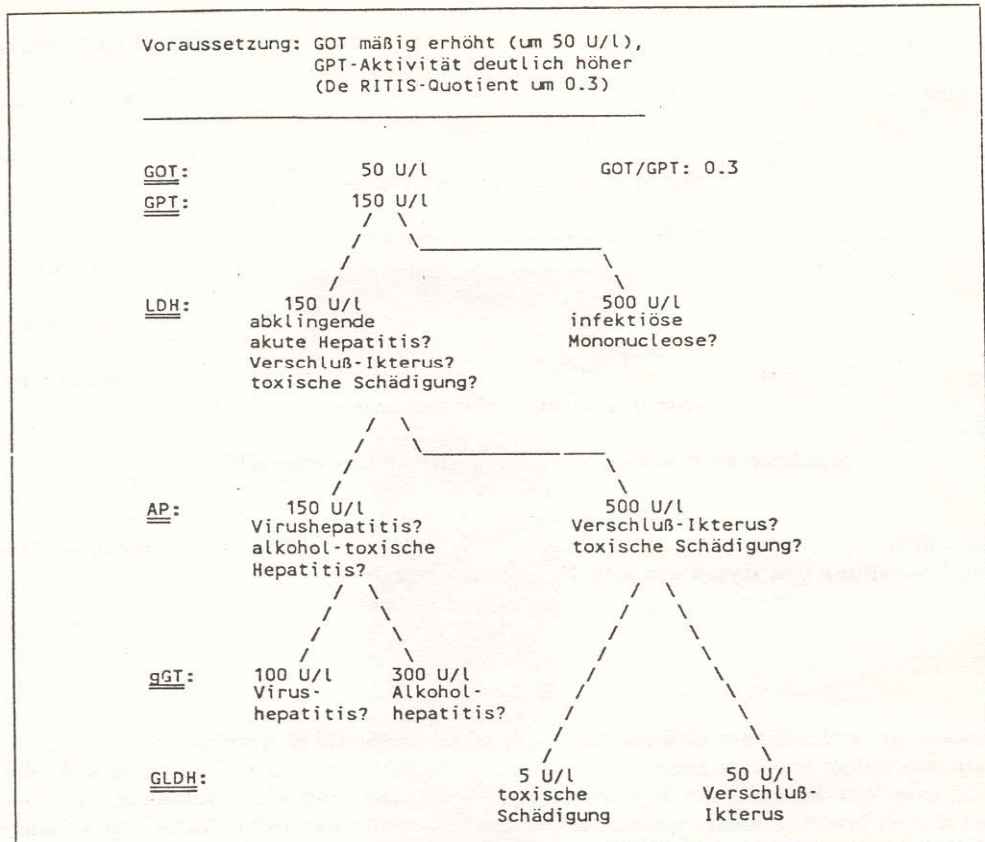 Voraussetzung: GOT mäßig erhöht (um 50 U/l),
GPT-Aktivität deutlich höher
(De RITIS-Quotient um 0.3)
GOT: 50 U/l GOT/GPT: 0.3
GPT: 150 U/l
LDH: 150 U/l 500 U/l
abklingende infektiöse
akute Hepatitis? Mononucleose?
Verschluß-Ikterus?
toxische Schädigung?
AP: 150 U/l 500 U/l
Virushepatitis? Verschluß-Ikterus?
alkohol-toxische toxische Schädigung?
Hepatitis?
gGT: 100 U/l 300 U/l
Virus- Alkohol-
hepatitis? hepatitis?
GLDH: 5 U/l 50 U/l
toxische Verschluß-
Schädigung Ikterus